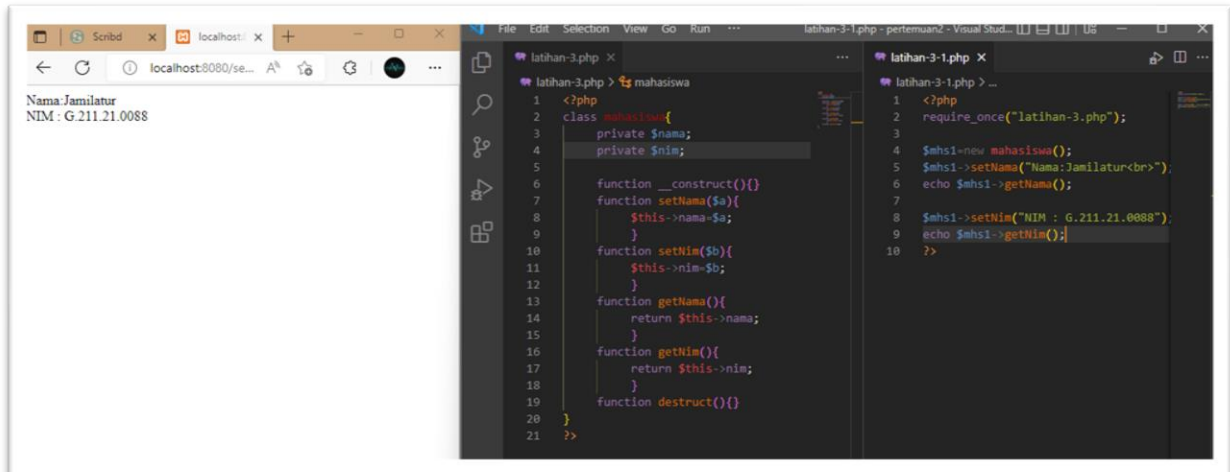 Scribd
localhost:
localhost:8080/se...
Nama:Jamilatur
NIM : G.211.21.0088
File Edit Selection View Go Run ... latihan-3-1.php - pertemuan2 - Visual Stud...
latihan-3.php
latihan-3.php > mahasiswa
1 <?php
2 class mahasiswa{
3 private $nama;
4 private $nim;
5
6 function __construct(){}
7 function setNama($a){
8 $this->nama=$a;
9 }
10 function setNim($b){
11 $this->nim=$b;
12 }
13 function getNama(){
14 return $this->nama;
15 }
16 function getNim(){
17 return $this->nim;
18 }
19 function destruct(){}
20 }
21 ?>
latihan-3-1.php
latihan-3-1.php > ...
1 <?php
2 require_once("latihan-3.php");
3
4 $mhs1=new mahasiswa();
5 $mhs1->setNama("Nama:Jamilatur<br>");
6 echo $mhs1->getNama();
7
8 $mhs1->setNim("NIM : G.211.21.0088");
9 echo $mhs1->getNim();
10 ?>